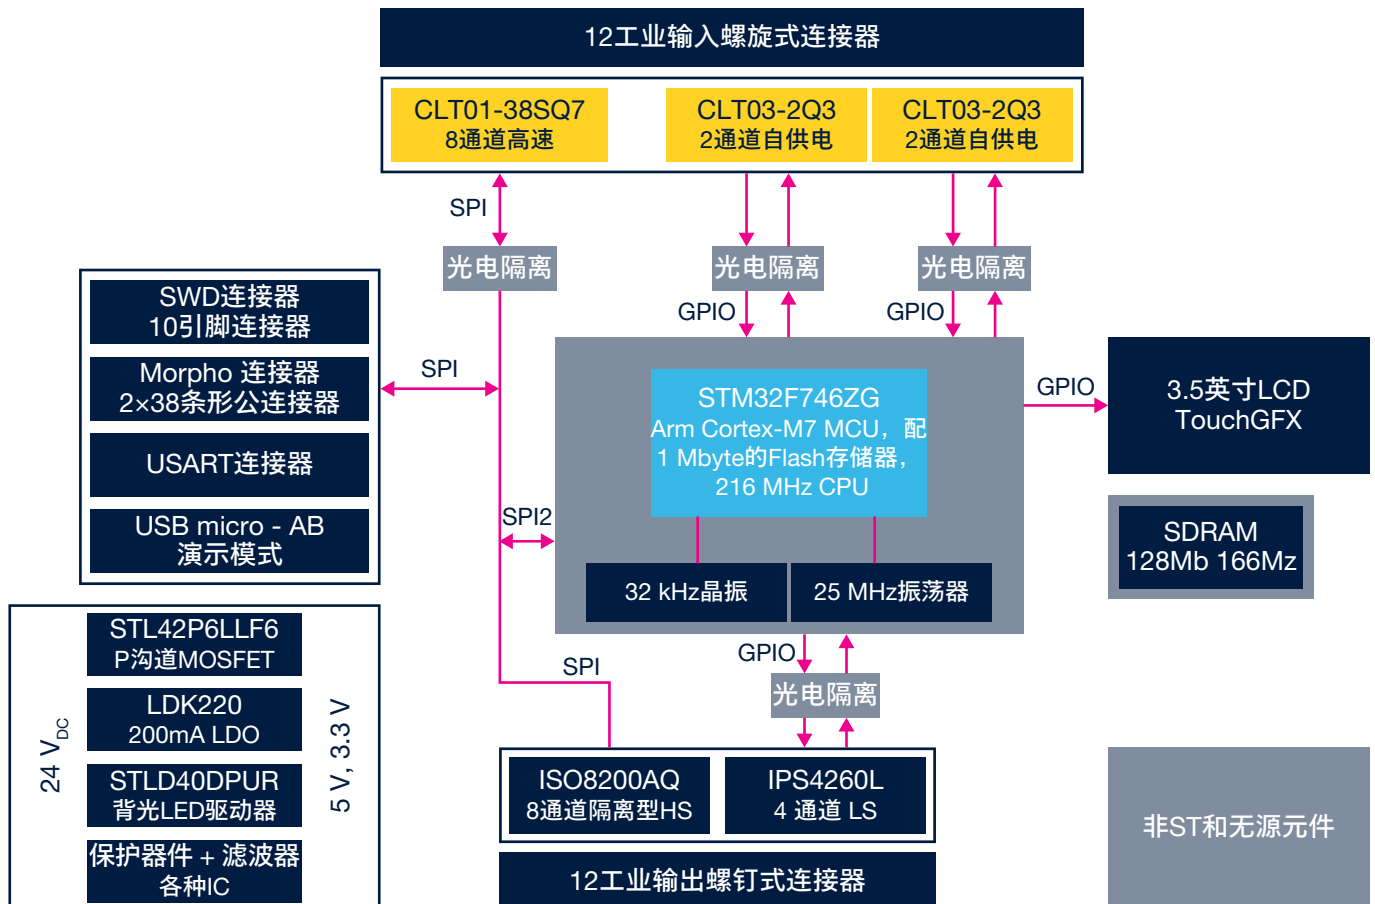 12工业输入螺旋式连接器
CLT01-38SQ7
8通道高速
CLT03-2Q3
2通道自供电
CLT03-2Q3
2通道自供电
SPI
光电隔离
光电隔离
光电隔离
GPIO
GPIO
SWD连接器
10引脚连接器
Morpho 连接器
2×38条形公连接器
USART连接器
USB micro - AB
演示模式
SPI
SPI2
STM32F746ZG
Arm Cortex-M7 MCU，配
1 Mbyte的Flash存储器，
216 MHz CPU
32 kHz晶振
25 MHz振荡器
GPIO
3.5英寸LCD
TouchGFX
SDRAM
128Mb 166Mz
24 VDC
STL42P6LLF6
P沟道MOSFET
LDK220
200mA LDO
STLD40DPUR
背光LED驱动器
保护器件 + 滤波器
各种IC
5 V, 3.3 V
SPI
GPIO
光电隔离
ISO8200AQ
8通道隔离型HS
IPS4260L
4 通道 LS
12工业输出螺钉式连接器
非ST和无源元件